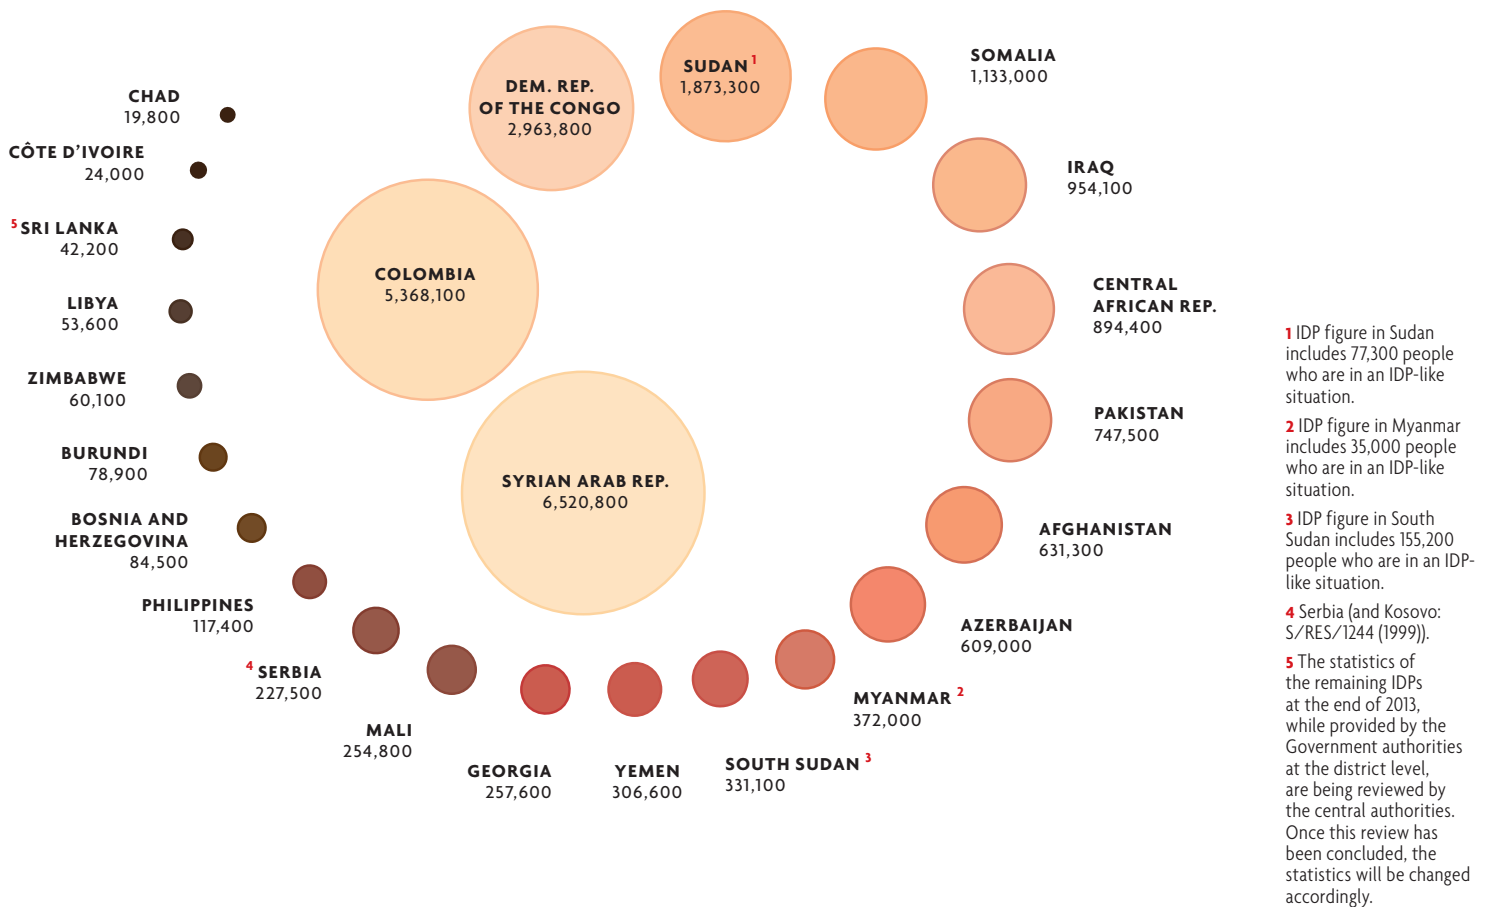 CHAD
19,800
CÔTE D’IVOIRE
24,000
5 SRI LANKA
42,200
LIBYA
53,600
ZIMBABWE
60,100
BURUNDI
78,900
BOSNIA AND
HERZEGOVINA
84,500
PHILIPPINES
117,400
4 SERBIA
227,500
MALI
254,800
GEORGIA
257,600
YEMEN
306,600
SOUTH SUDAN 3
331,100
MYANMAR 2
372,000
AZERBAIJAN
609,000
AFGHANISTAN
631,300
PAKISTAN
747,500
CENTRAL
AFRICAN REP.
894,400
IRAQ
954,100
SOMALIA
1,133,000
SUDAN 1
1,873,300
DEM. REP.
OF THE CONGO
2,963,800
COLOMBIA
5,368,100
SYRIAN ARAB REP.
6,520,800
1 IDP figure in Sudan
includes 77,300 people
who are in an IDP-like
situation.
2 IDP figure in Myanmar
includes 35,000 people
who are in an IDP-like
situation.
3 IDP figure in South
Sudan includes 155,200
people who are in an IDP-
like situation.
4 Serbia (and Kosovo:
S/RES/1244 (1999)).
5 The statistics of
the remaining IDPs
at the end of 2013,
while provided by the
Government authorities
at the district level,
are being reviewed by
the central authorities.
Once this review has
been concluded, the
statistics will be changed
accordingly.